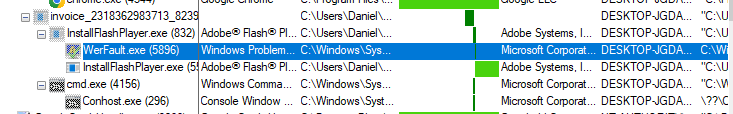 chrome.exe (4344) Google Chrome C:\Program Files\ Google LLC DESKTOP-JGDA... "C:\
invoice_2318362983713_8239 C:\Users\Daniel\... DESKTOP-JGDA... "C:\U
InstallFlashPlayer.exe (832) Adobe® Flash® Pl... C:\Users\Daniel\... Adobe Systems, I... DESKTOP-JGDA... "C:\U
WerFault.exe (5896) Windows Problem... C:\Windows\Sys... Microsoft Corporat... DESKTOP-JGDA... C:\Wi
InstallFlashPlayer.exe (5 Adobe® Flash® Pl... C:\Users\Daniel\... Adobe Systems, I... DESKTOP-JGDA... "C:\U
cmd.exe (4156) Windows Comma... C:\Windows\Sys... Microsoft Corporat... DESKTOP-JGDA... "C:\W
Conhost.exe (296) Console Window ... C:\Windows\Sys... Microsoft Corporat... DESKTOP-JGDA... \??\C